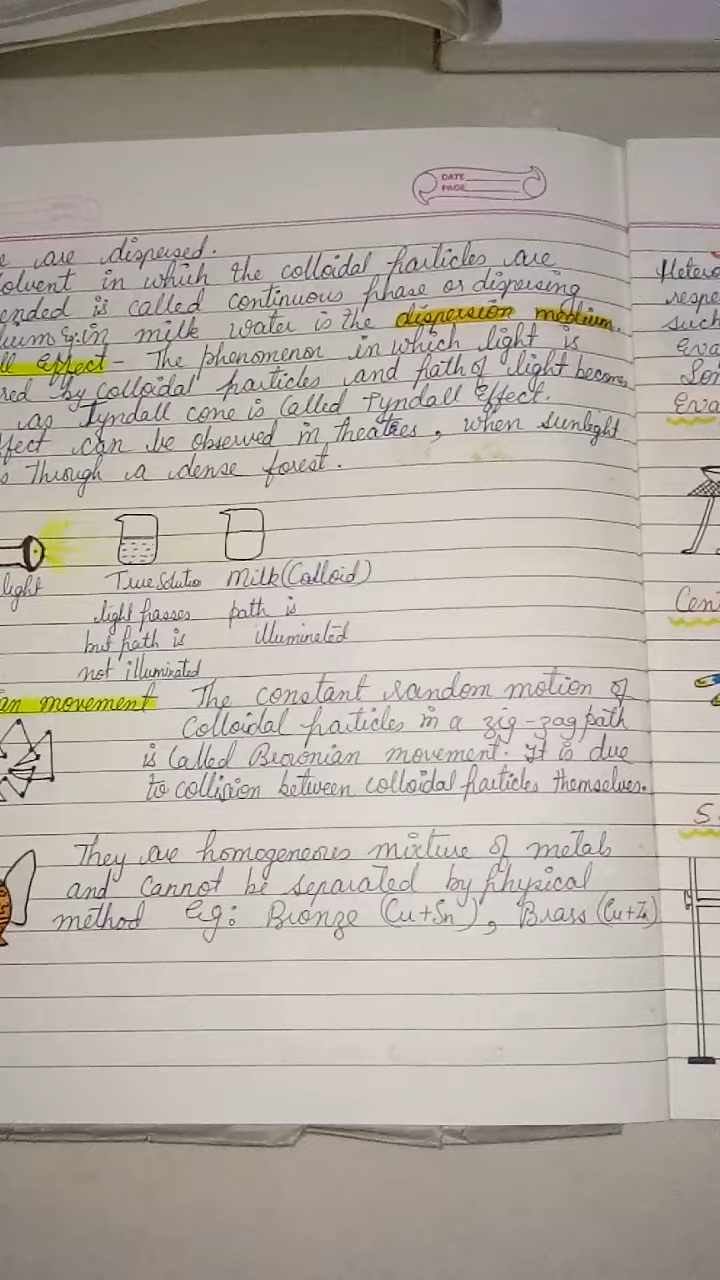 DATE
PAGE
e are dispersed.
olvent in which the colloidal particles are
ended is called continuous phase or dispersing
ium Eg:in milk water is the dispersion medium.
ll effect - The phenomenon in which light is
red by colloidal particles and path of light becomes
as Tyndall cone is called Tyndall Effect.
ffect can be observed in theatres, when sunlight
s through a dense forest.
light
True Solutio Milk (Colloid)
light passes path is
but path is illuminated
not illuminated
an movement The constant random motion of
Colloidal particles in a zig-zag path
is called Brownian movement. It is due
to collision between colloidal particles themselves.
They are homogeneous mixture of metals
and cannot be separated by physical
method eg: Bronze (Cu+Sn), Brass (Cu+Zn)
Hetero
respe
such
Eva
Son
Eva
Cen
S